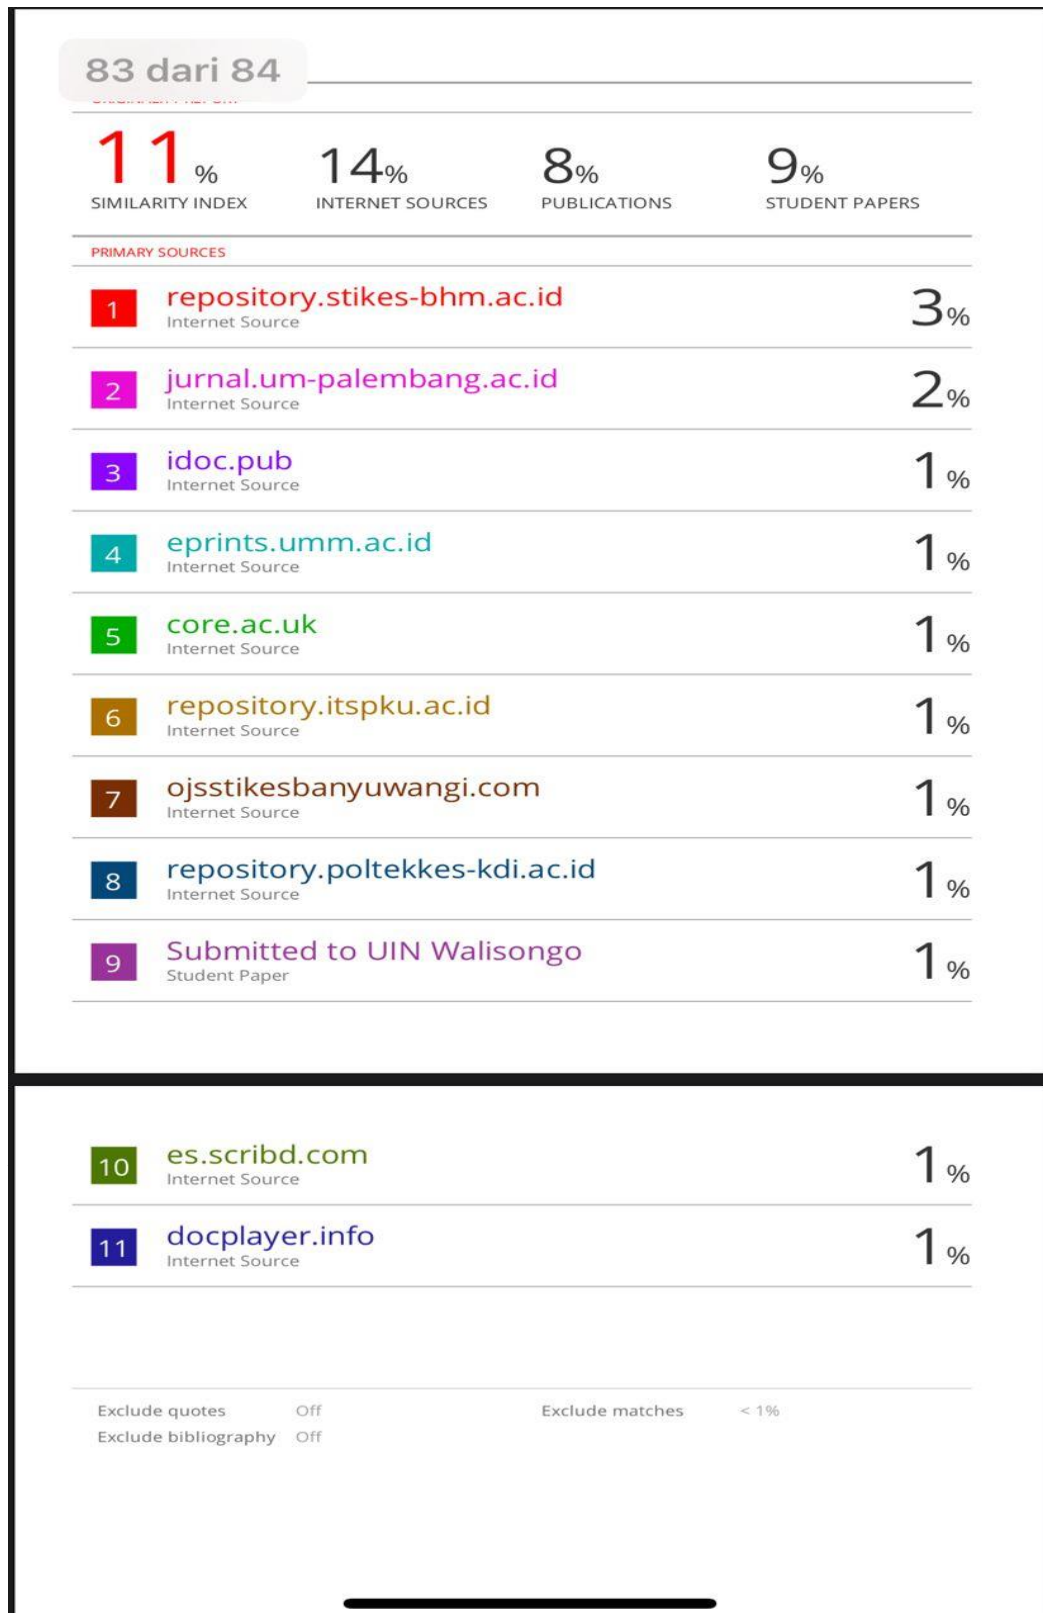 83 dari 84
11%
SIMILARITY INDEX
14%
INTERNET SOURCES
8%
PUBLICATIONS
9%
STUDENT PAPERS
PRIMARY SOURCES
1 repository.stikes-bhm.ac.id 3%
Internet Source
2 jurnal.um-palembang.ac.id 2%
Internet Source
3 idoc.pub 1%
Internet Source
4 eprints.umm.ac.id 1%
Internet Source
5 core.ac.uk 1%
Internet Source
6 repository.itspku.ac.id 1%
Internet Source
7 ojsstikesbanyuwangi.com 1%
Internet Source
8 repository.poltekkes-kdi.ac.id 1%
Internet Source
9 Submitted to UIN Walisongo 1%
Student Paper
10 es.scribd.com 1%
Internet Source
11 docplayer.info 1%
Internet Source
Exclude quotes Off Exclude matches < 1%
Exclude bibliography Off